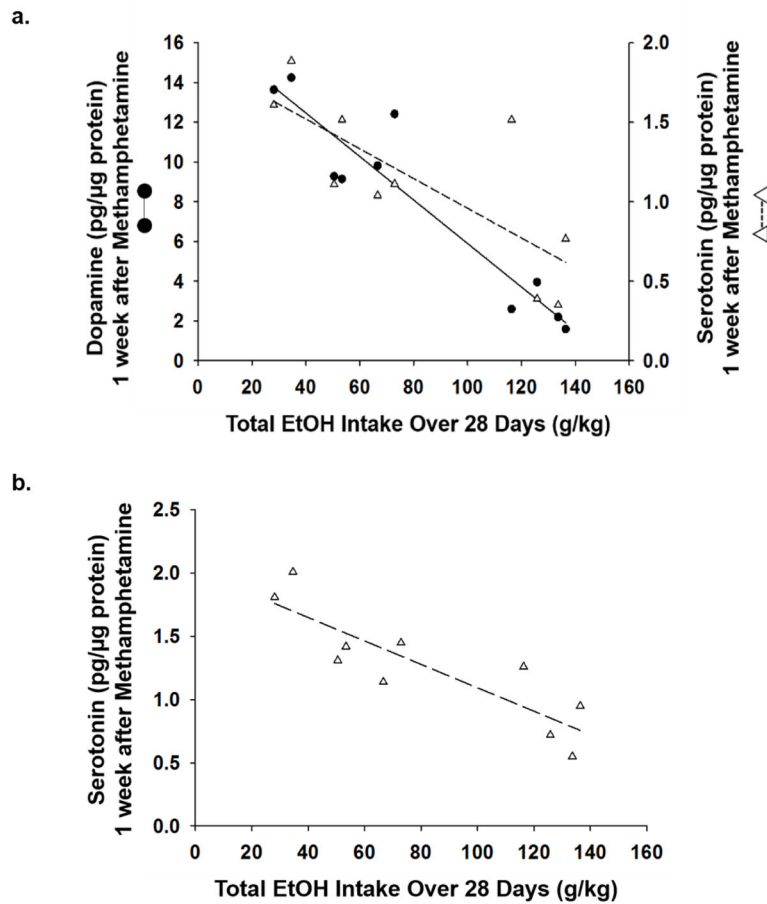 a.
16
14
12
10
8
6
4
2
0
2.0
1.5
1.0
0.5
0.0
0 20 40 60 80 100 120 140 160
Dopamine (pg/µg protein)
1 week after Methamphetamine
Serotonin (pg/µg protein)
1 week after Methamphetamine
Total EtOH Intake Over 28 Days (g/kg)
b.
2.5
2.0
1.5
1.0
0.5
0.0
0 20 40 60 80 100 120 140 160
Serotonin (pg/µg protein)
1 week after Methamphetamine
Total EtOH Intake Over 28 Days (g/kg)